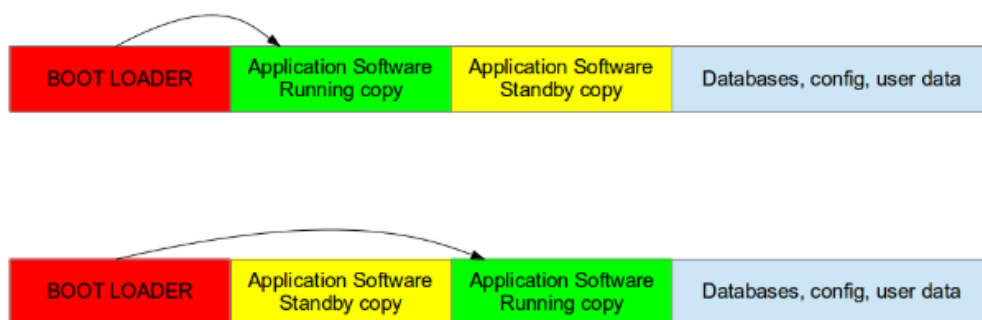 BOOT LOADER
Application Software
Running copy
Application Software
Standby copy
Databases, config, user data
BOOT LOADER
Application Software
Standby copy
Application Software
Running copy
Databases, config, user data